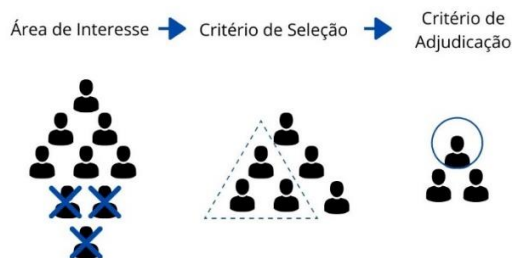 Área de Interesse
Critério de Seleção
Critério de
Adjudicação